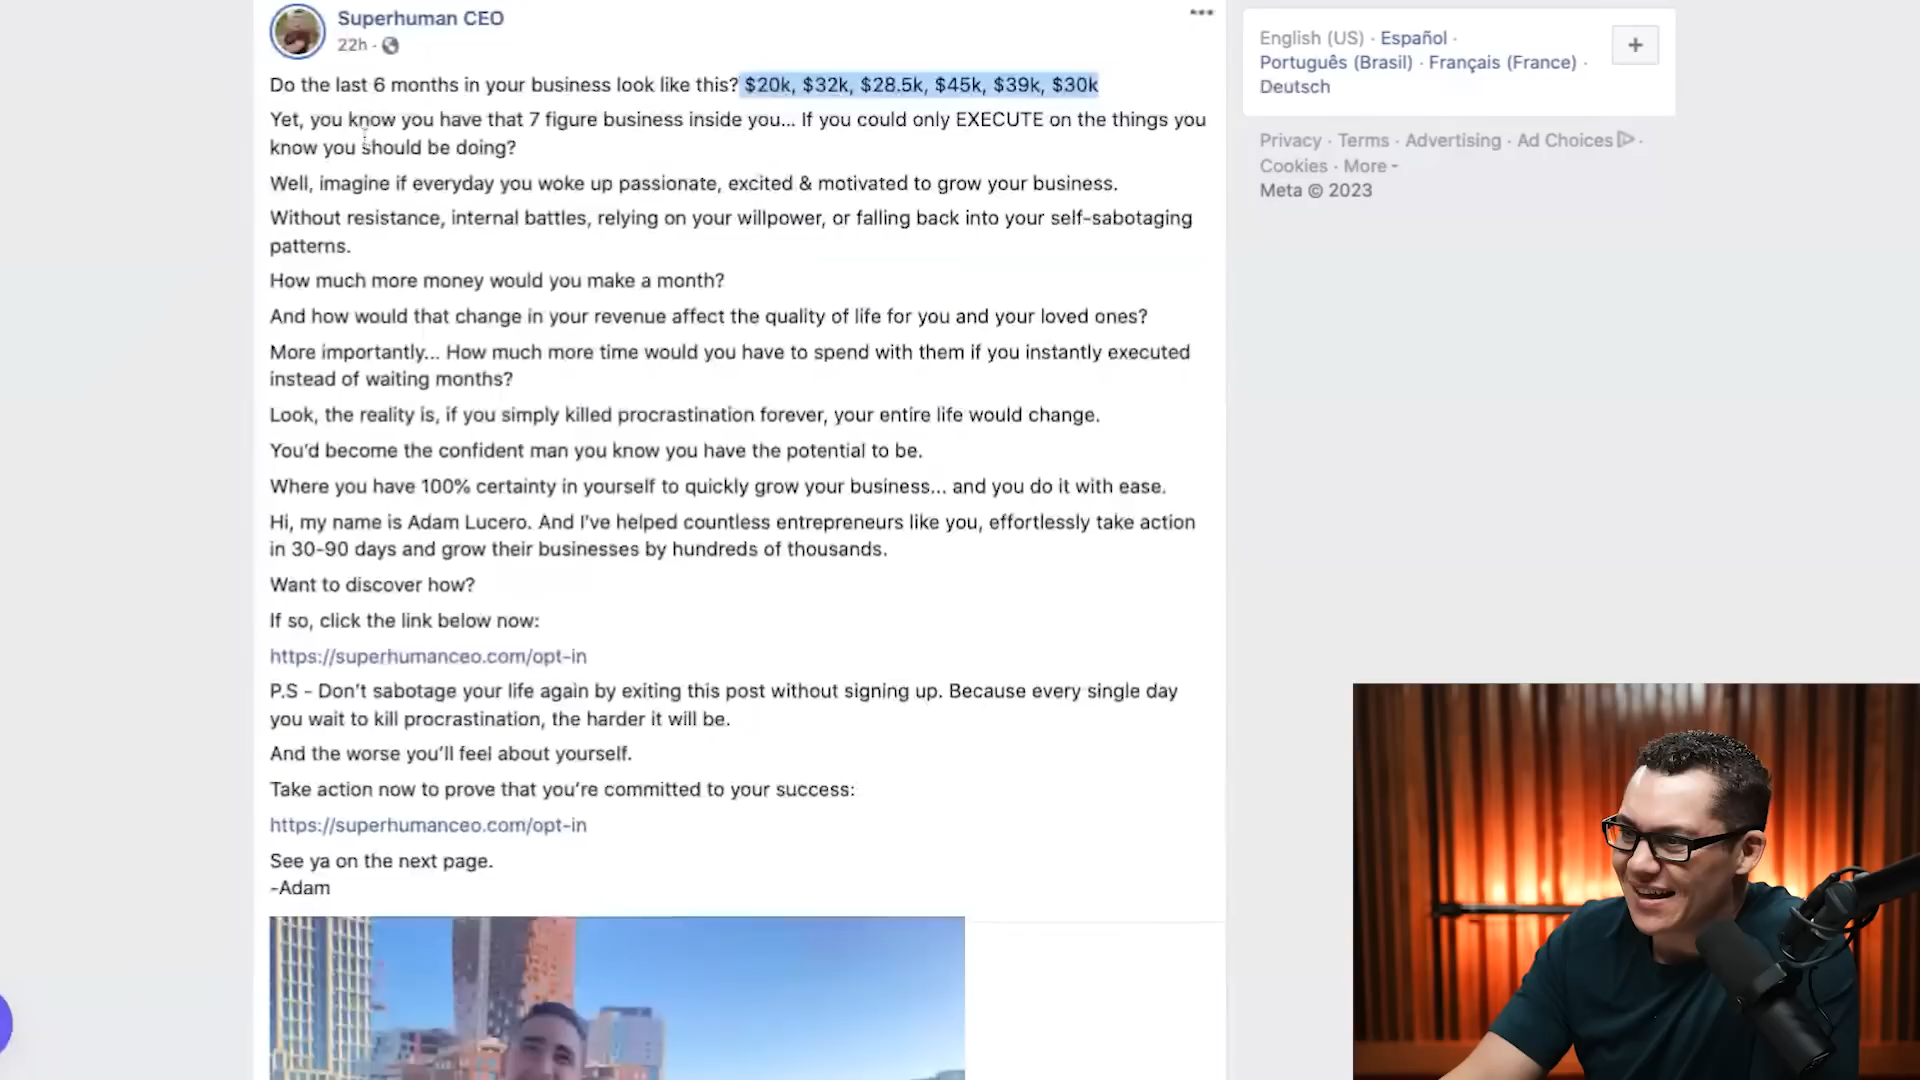 Superhuman CEO
22h ·
Do the last 6 months in your business look like this? $20k, $32k, $28.5k, $45k, $39k, $30k
Yet, you know you have that 7 figure business inside you... If you could only EXECUTE on the things you
know you should be doing?
Well, imagine if everyday you woke up passionate, excited & motivated to grow your business.
Without resistance, internal battles, relying on your willpower, or falling back into your self-sabotaging
patterns.
How much more money would you make a month?
And how would that change in your revenue affect the quality of life for you and your loved ones?
More importantly... How much more time would you have to spend with them if you instantly executed
instead of waiting months?
Look, the reality is, if you simply killed procrastination forever, your entire life would change.
You'd become the confident man you know you have the potential to be.
Where you have 100% certainty in yourself to quickly grow your business... and you do it with ease.
Hi, my name is Adam Lucero. And I've helped countless entrepreneurs like you, effortlessly take action
in 30-90 days and grow their businesses by hundreds of thousands.
Want to discover how?
If so, click the link below now:
https://superhumanceo.com/opt-in
P.S - Don't sabotage your life again by exiting this post without signing up. Because every single day
you wait to kill procrastination, the harder it will be.
And the worse you'll feel about yourself.
Take action now to prove that you're committed to your success:
https://superhumanceo.com/opt-in
See ya on the next page.
-Adam
English (US) · Español ·
Português (Brasil) · Français (France) ·
Deutsch
Privacy · Terms · Advertising · Ad Choices ·
Cookies · More
Meta © 2023